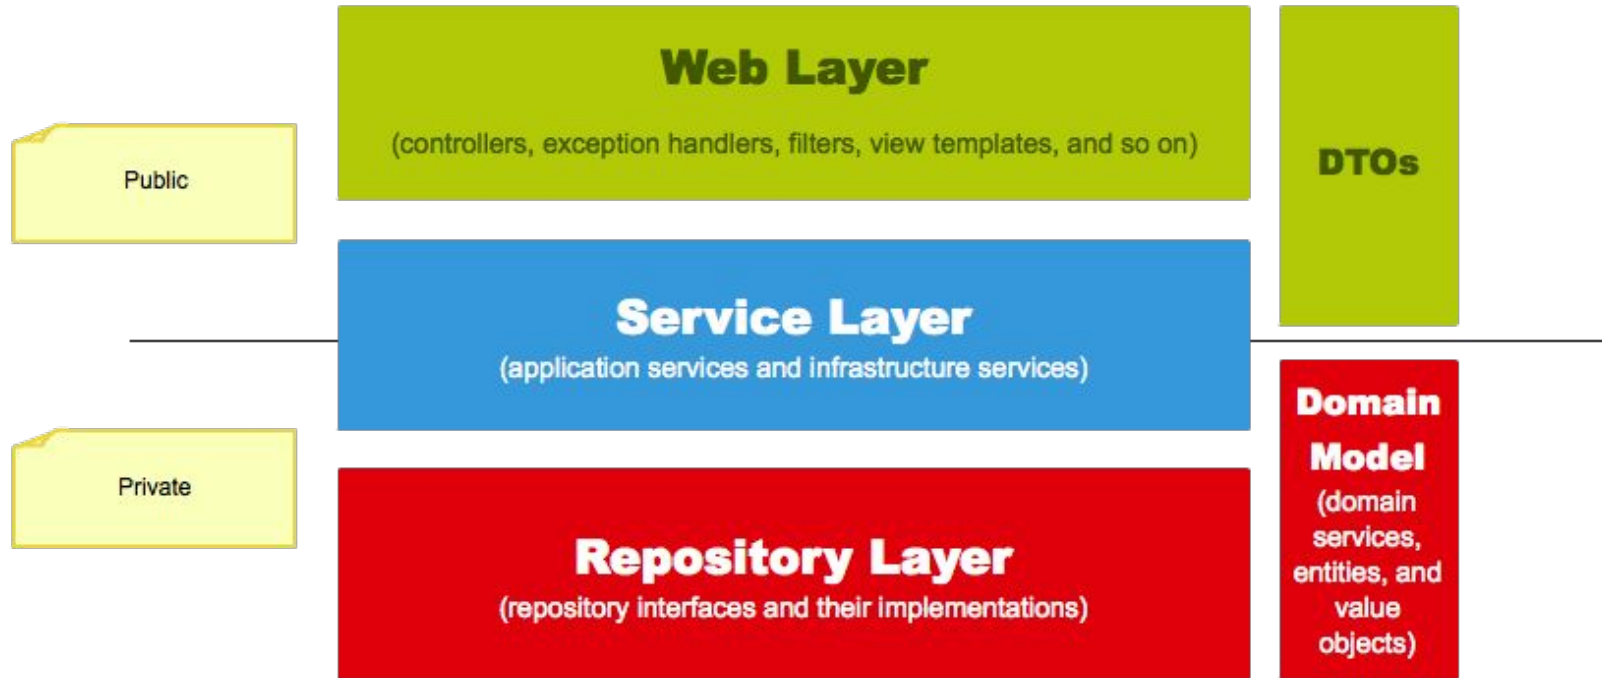 Web Layer
(controllers, exception handlers, filters, view templates, and so on)
DTOs
Public
Service Layer
(application services and infrastructure services)
Private
Repository Layer
(repository interfaces and their implementations)
Domain
Model
(domain
services,
entities, and
value
objects)